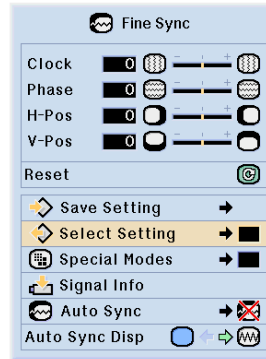 Fine Sync
Clock 0
Phase 0
H-Pos 0
V-Pos 0
Reset
Save Setting
Select Setting
Special Modes
Signal Info
Auto Sync
Auto Sync Disp